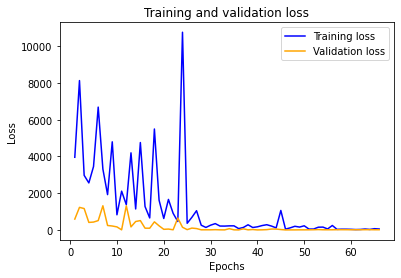 Training and validation loss
Training loss
Validation loss
Loss
10000
8000
6000
4000
2000
0
0 10 20 30 40 50 60
Epochs